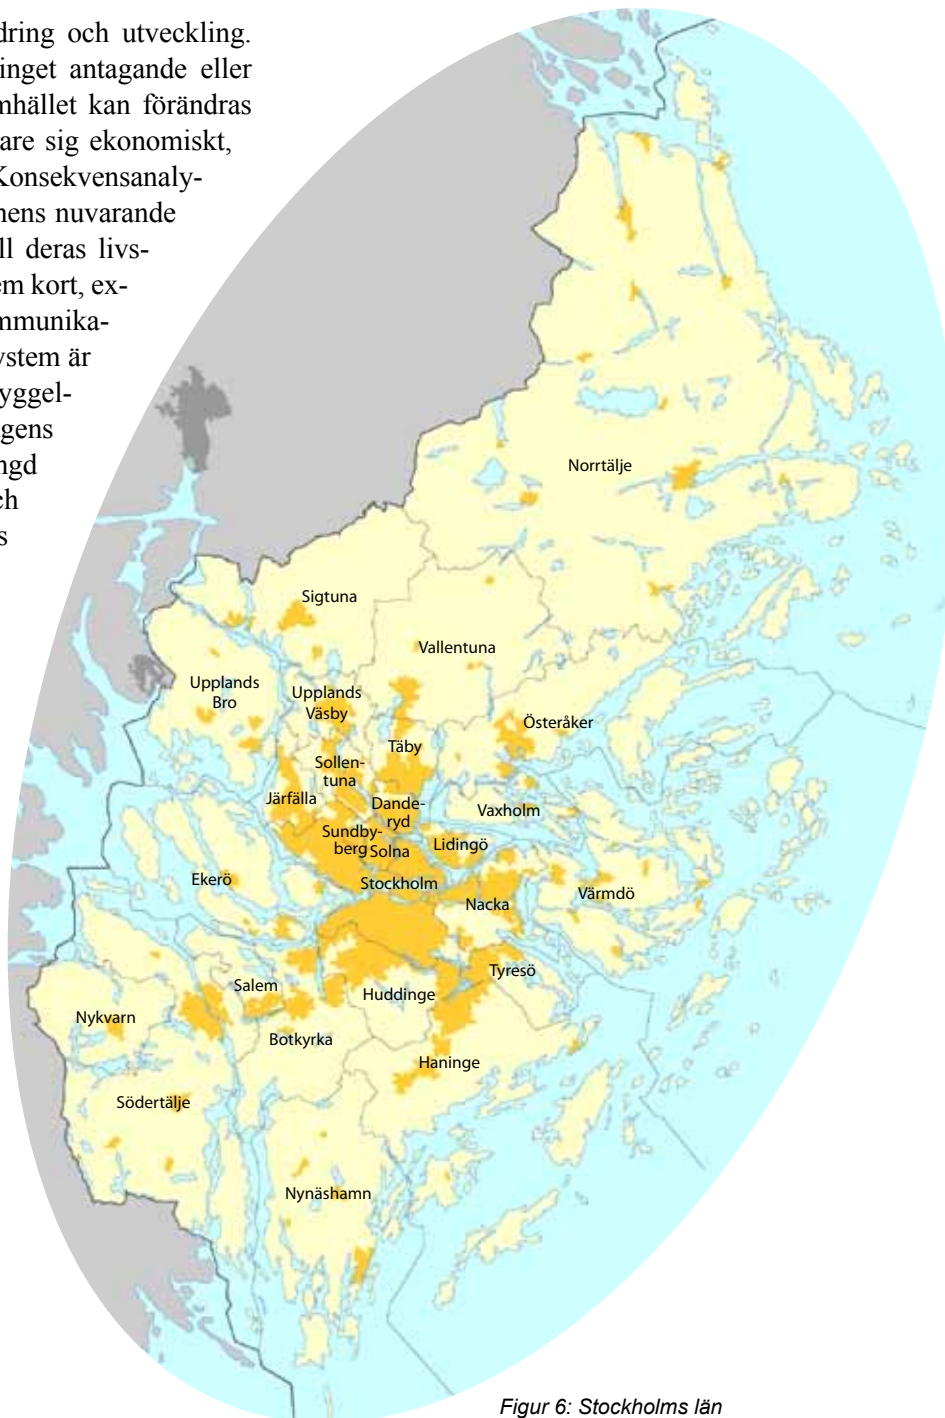 dring och utveckling.
inget antagande eller
mhället kan förändras
are sig ekonomiskt,
Konsekvensanaly-
nens nuvarande
ll deras livs-
em kort, ex-
mmunika-
ystem är
yggel-
gens
ngd
ch
s
Norrtälje
Sigtuna
Vallentuna
Upplands
Bro
Upplands
Väsby
Österåker
Täby
Sollen-
tuna
Järfälla
Dande-
ryd
Vaxholm
Sundby-
berg
Solna
Lidingö
Ekerö
Stockholm
Värmdö
Nacka
Tyresö
Salem
Huddinge
Nykvarn
Botkyrka
Haninge
Södertälje
Nynäshamn
Figur 6: Stockholms län